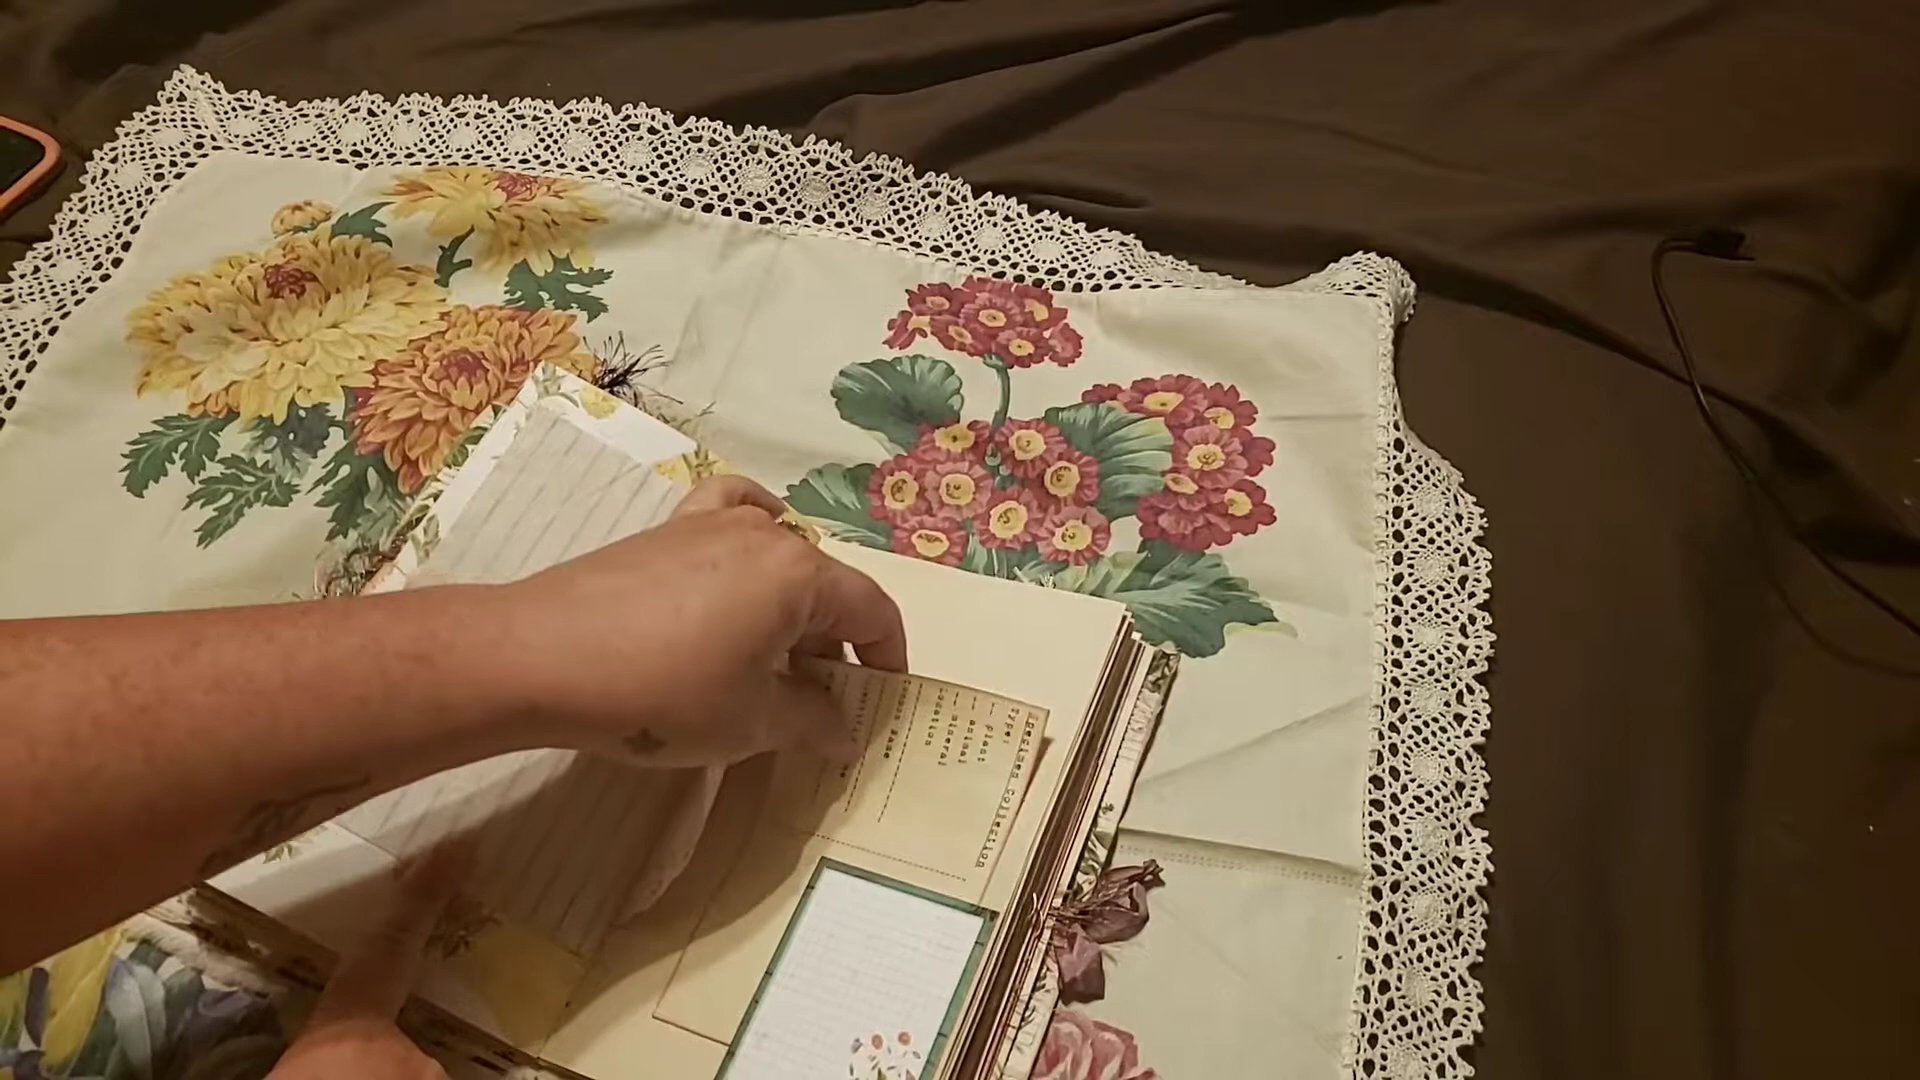 Specimen collection
Type:
— plant
— animal
— mineral
Location
Common Name